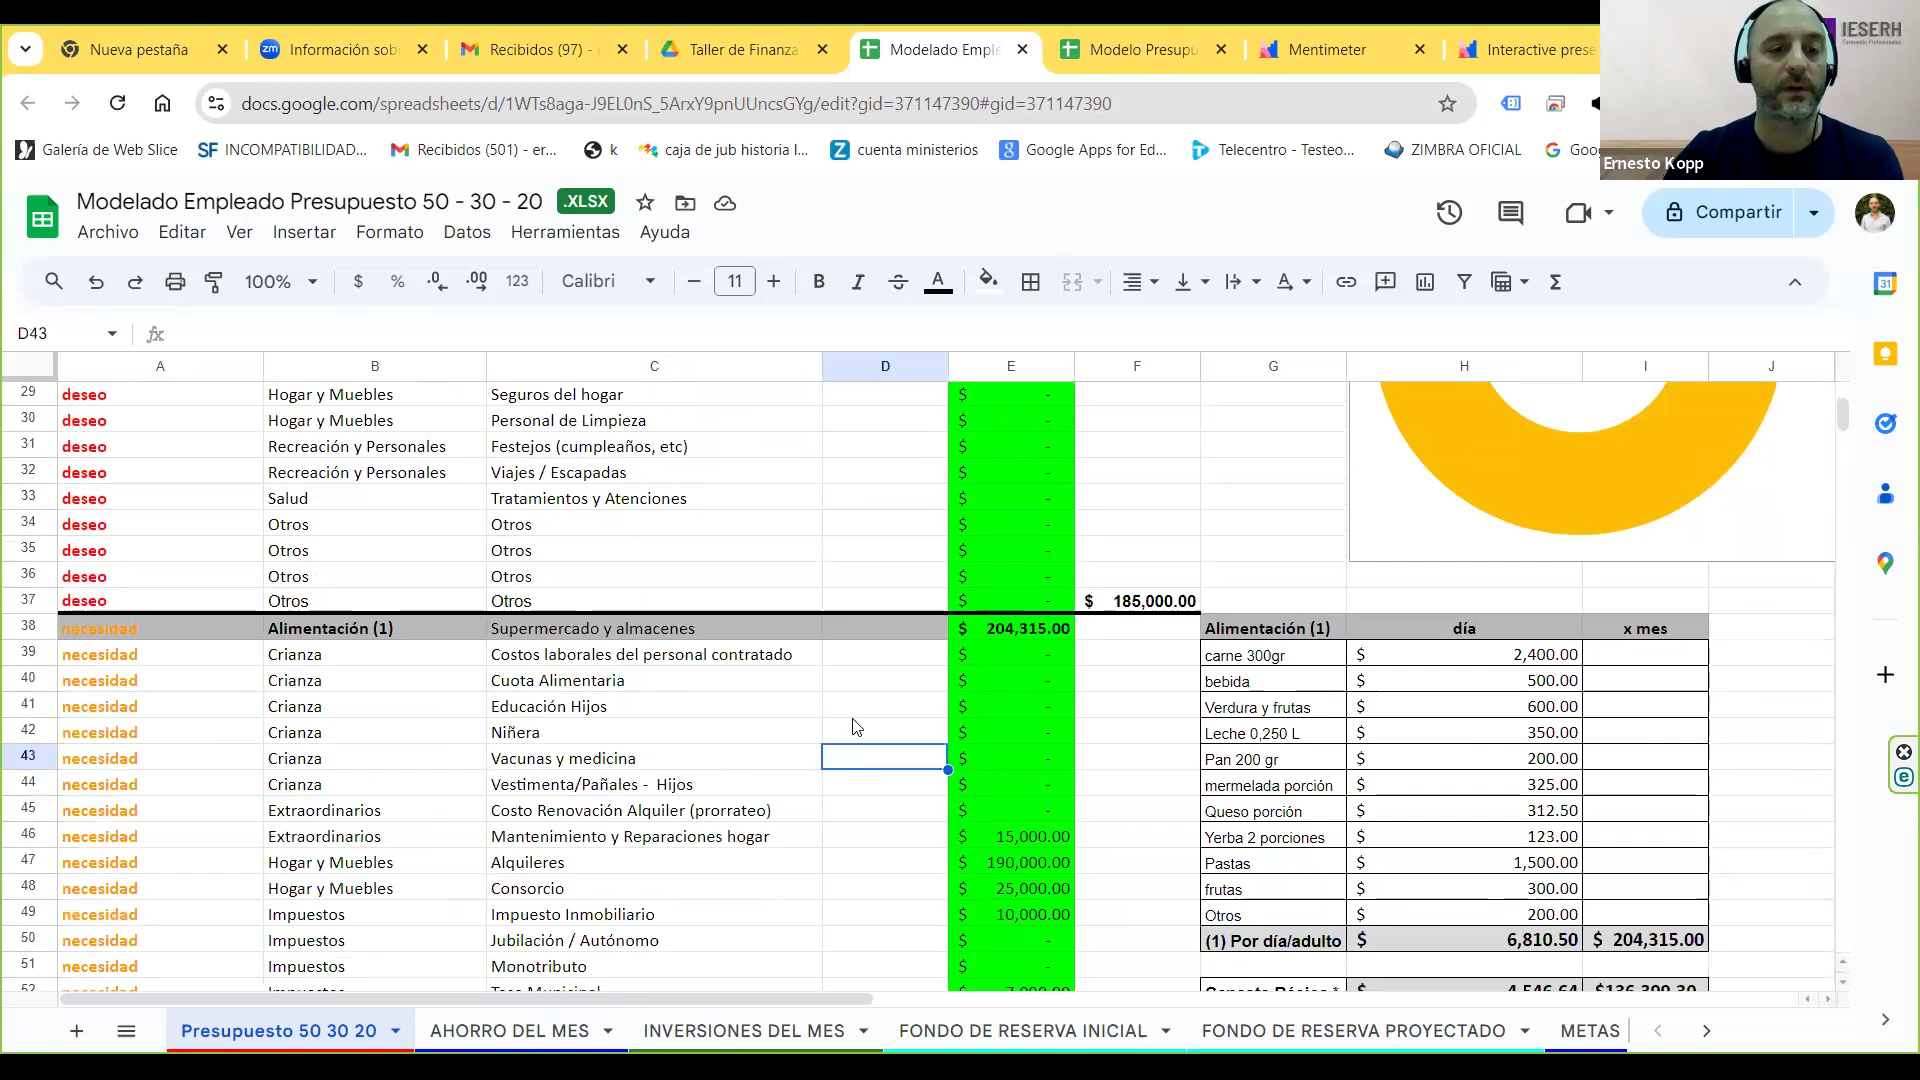 Nueva pestaña
Información sob
Recibidos (97) -
Taller de Finanza
Modelado Emple
Modelo Presupu
Mentimeter
Interactive prese
IESERH
docs.google.com/spreadsheets/d/1WTs8aga-J9EL0nS_5ArxY9pnUUncsGYg/edit?gid=371147390#gid=371147390
Galería de Web Slice
INCOMPATIBILIDAD...
Recibidos (501) - er...
k
caja de jub historia l...
cuenta ministerios
Google Apps for Ed...
Telecentro - Testeo...
ZIMBRA OFICIAL
Goo
Ernesto Kopp
Modelado Empleado Presupuesto 50 - 30 - 20 .XLSX
Compartir
Archivo Editar Ver Insertar Formato Datos Herramientas Ayuda
100% $ % .0 .00 123 Calibri 11
D43
A B C D E F G H I J
29 deseo Hogar y Muebles Seguros del hogar $ -
30 deseo Hogar y Muebles Personal de Limpieza $ -
31 deseo Recreación y Personales Festejos (cumpleaños, etc) $ -
32 deseo Recreación y Personales Viajes / Escapadas $ -
33 deseo Salud Tratamientos y Atenciones $ -
34 deseo Otros Otros $ -
35 deseo Otros Otros $ -
36 deseo Otros Otros $ -
37 deseo Otros Otros $ - $ 185,000.00
38 necesidad Alimentación (1) Supermercado y almacenes $ 204,315.00 Alimentación (1) día x mes
39 necesidad Crianza Costos laborales del personal contratado $ - carne 300gr $ 2,400.00
40 necesidad Crianza Cuota Alimentaria $ - bebida $ 500.00
41 necesidad Crianza Educación Hijos $ - Verdura y frutas $ 600.00
42 necesidad Crianza Niñera $ - Leche 0,250 L $ 350.00
43 necesidad Crianza Vacunas y medicina $ - Pan 200 gr $ 200.00
44 necesidad Crianza Vestimenta/Pañales - Hijos $ - mermelada porción $ 325.00
45 necesidad Extraordinarios Costo Renovación Alquiler (prorrateo) $ - Queso porción $ 312.50
46 necesidad Extraordinarios Mantenimiento y Reparaciones hogar $ 15,000.00 Yerba 2 porciones $ 123.00
47 necesidad Hogar y Muebles Alquileres $ 190,000.00 Pastas $ 1,500.00
48 necesidad Hogar y Muebles Consorcio $ 25,000.00 frutas $ 300.00
49 necesidad Impuestos Impuesto Inmobiliario $ 10,000.00 Otros $ 200.00
50 necesidad Impuestos Jubilación / Autónomo $ - (1) Por día/adulto $ 6,810.50 $ 204,315.00
51 necesidad Impuestos Monotributo $ -
52
Presupuesto 50 30 20
AHORRO DEL MES
INVERSIONES DEL MES
FONDO DE RESERVA INICIAL
FONDO DE RESERVA PROYECTADO
METAS